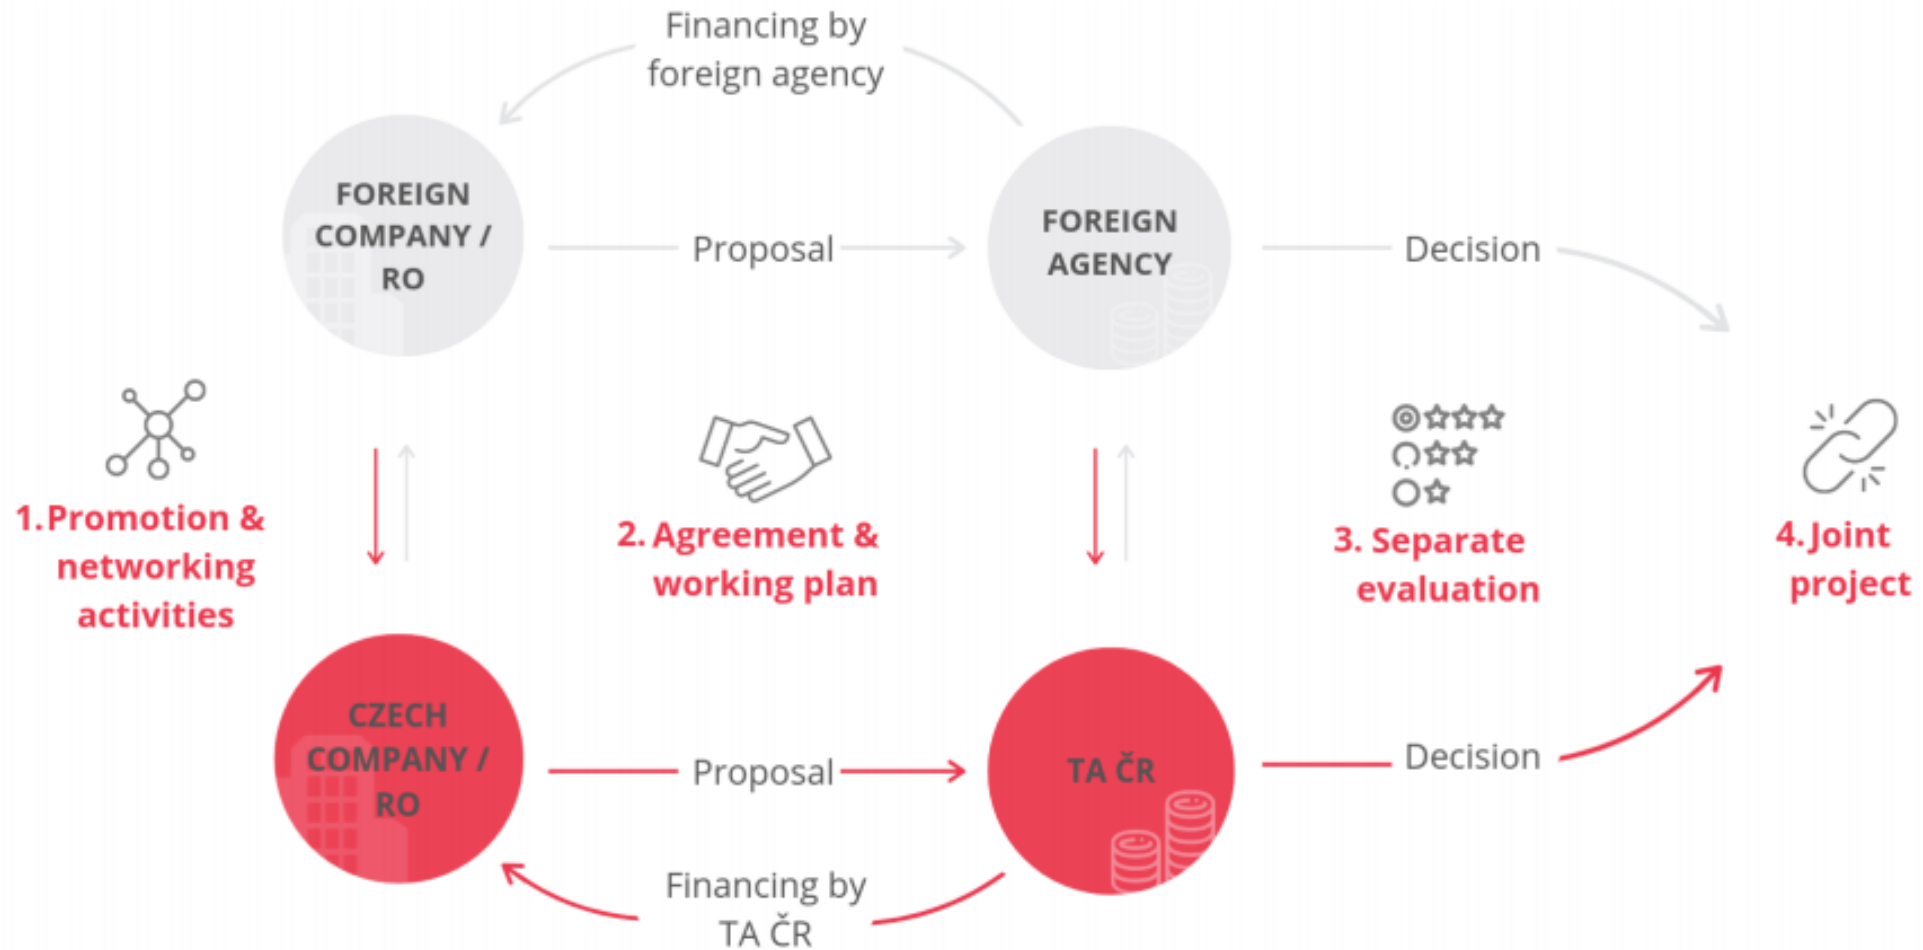 Financing by
foreign agency
FOREIGN
COMPANY /
RO
Proposal
FOREIGN
AGENCY
Decision
1. Promotion &
networking
activities
2. Agreement &
working plan
3. Separate
evaluation
4. Joint
project
CZECH
COMPANY /
RO
Proposal
TA ČR
Decision
Financing by
TA ČR